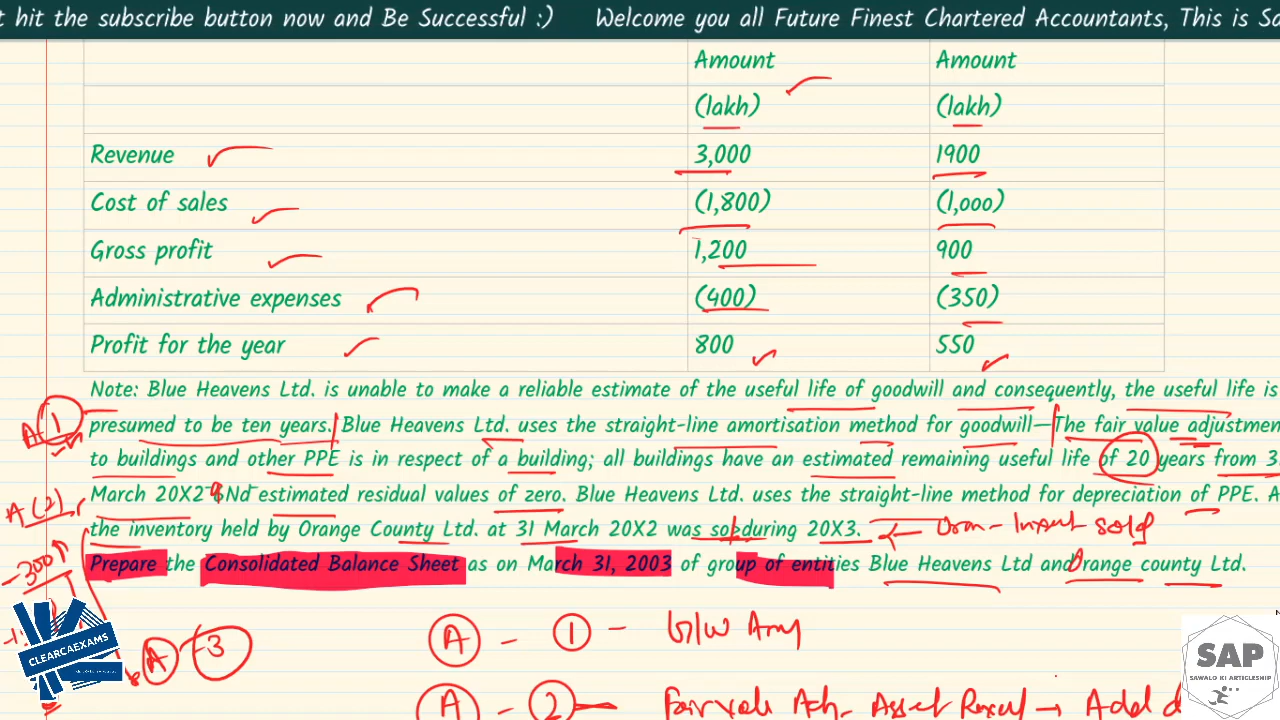 t hit the subscribe button now and Be Successful :) Welcome you all Future Finest Chartered Accountants, This is Sa
Amount Amount
(lakh) (lakh)
Revenue 3,000 1900
Cost of sales (1,800) (1,000)
Gross profit 1,200 900
Administrative expenses (400) (350)
Profit for the year 800 550
Note: Blue Heavens Ltd. is unable to make a reliable estimate of the useful life of goodwill and consequently, the useful life is
A 1
presumed to be ten years. Blue Heavens Ltd. uses the straight-line amortisation method for goodwill—The fair value adjustmen
to buildings and other PPE is in respect of a building; all buildings have an estimated remaining useful life of 20 years from 3
March 20X2 Nd estimated residual values of zero. Blue Heavens Ltd. uses the straight-line method for depreciation of PPE. A
A (2)
the inventory held by Orange County Ltd. at 31 March 20X2 was sold during 20X3.
Prepare the Consolidated Balance Sheet as on March 31, 2003 of group of entities Blue Heavens Ltd and Orange county Ltd.
-300
CLEARCAEXAMS
A - 3
A - 1 - G/W
A - 2 - Asset → Add
SAP
SAWALO KI ARTICLESHIP